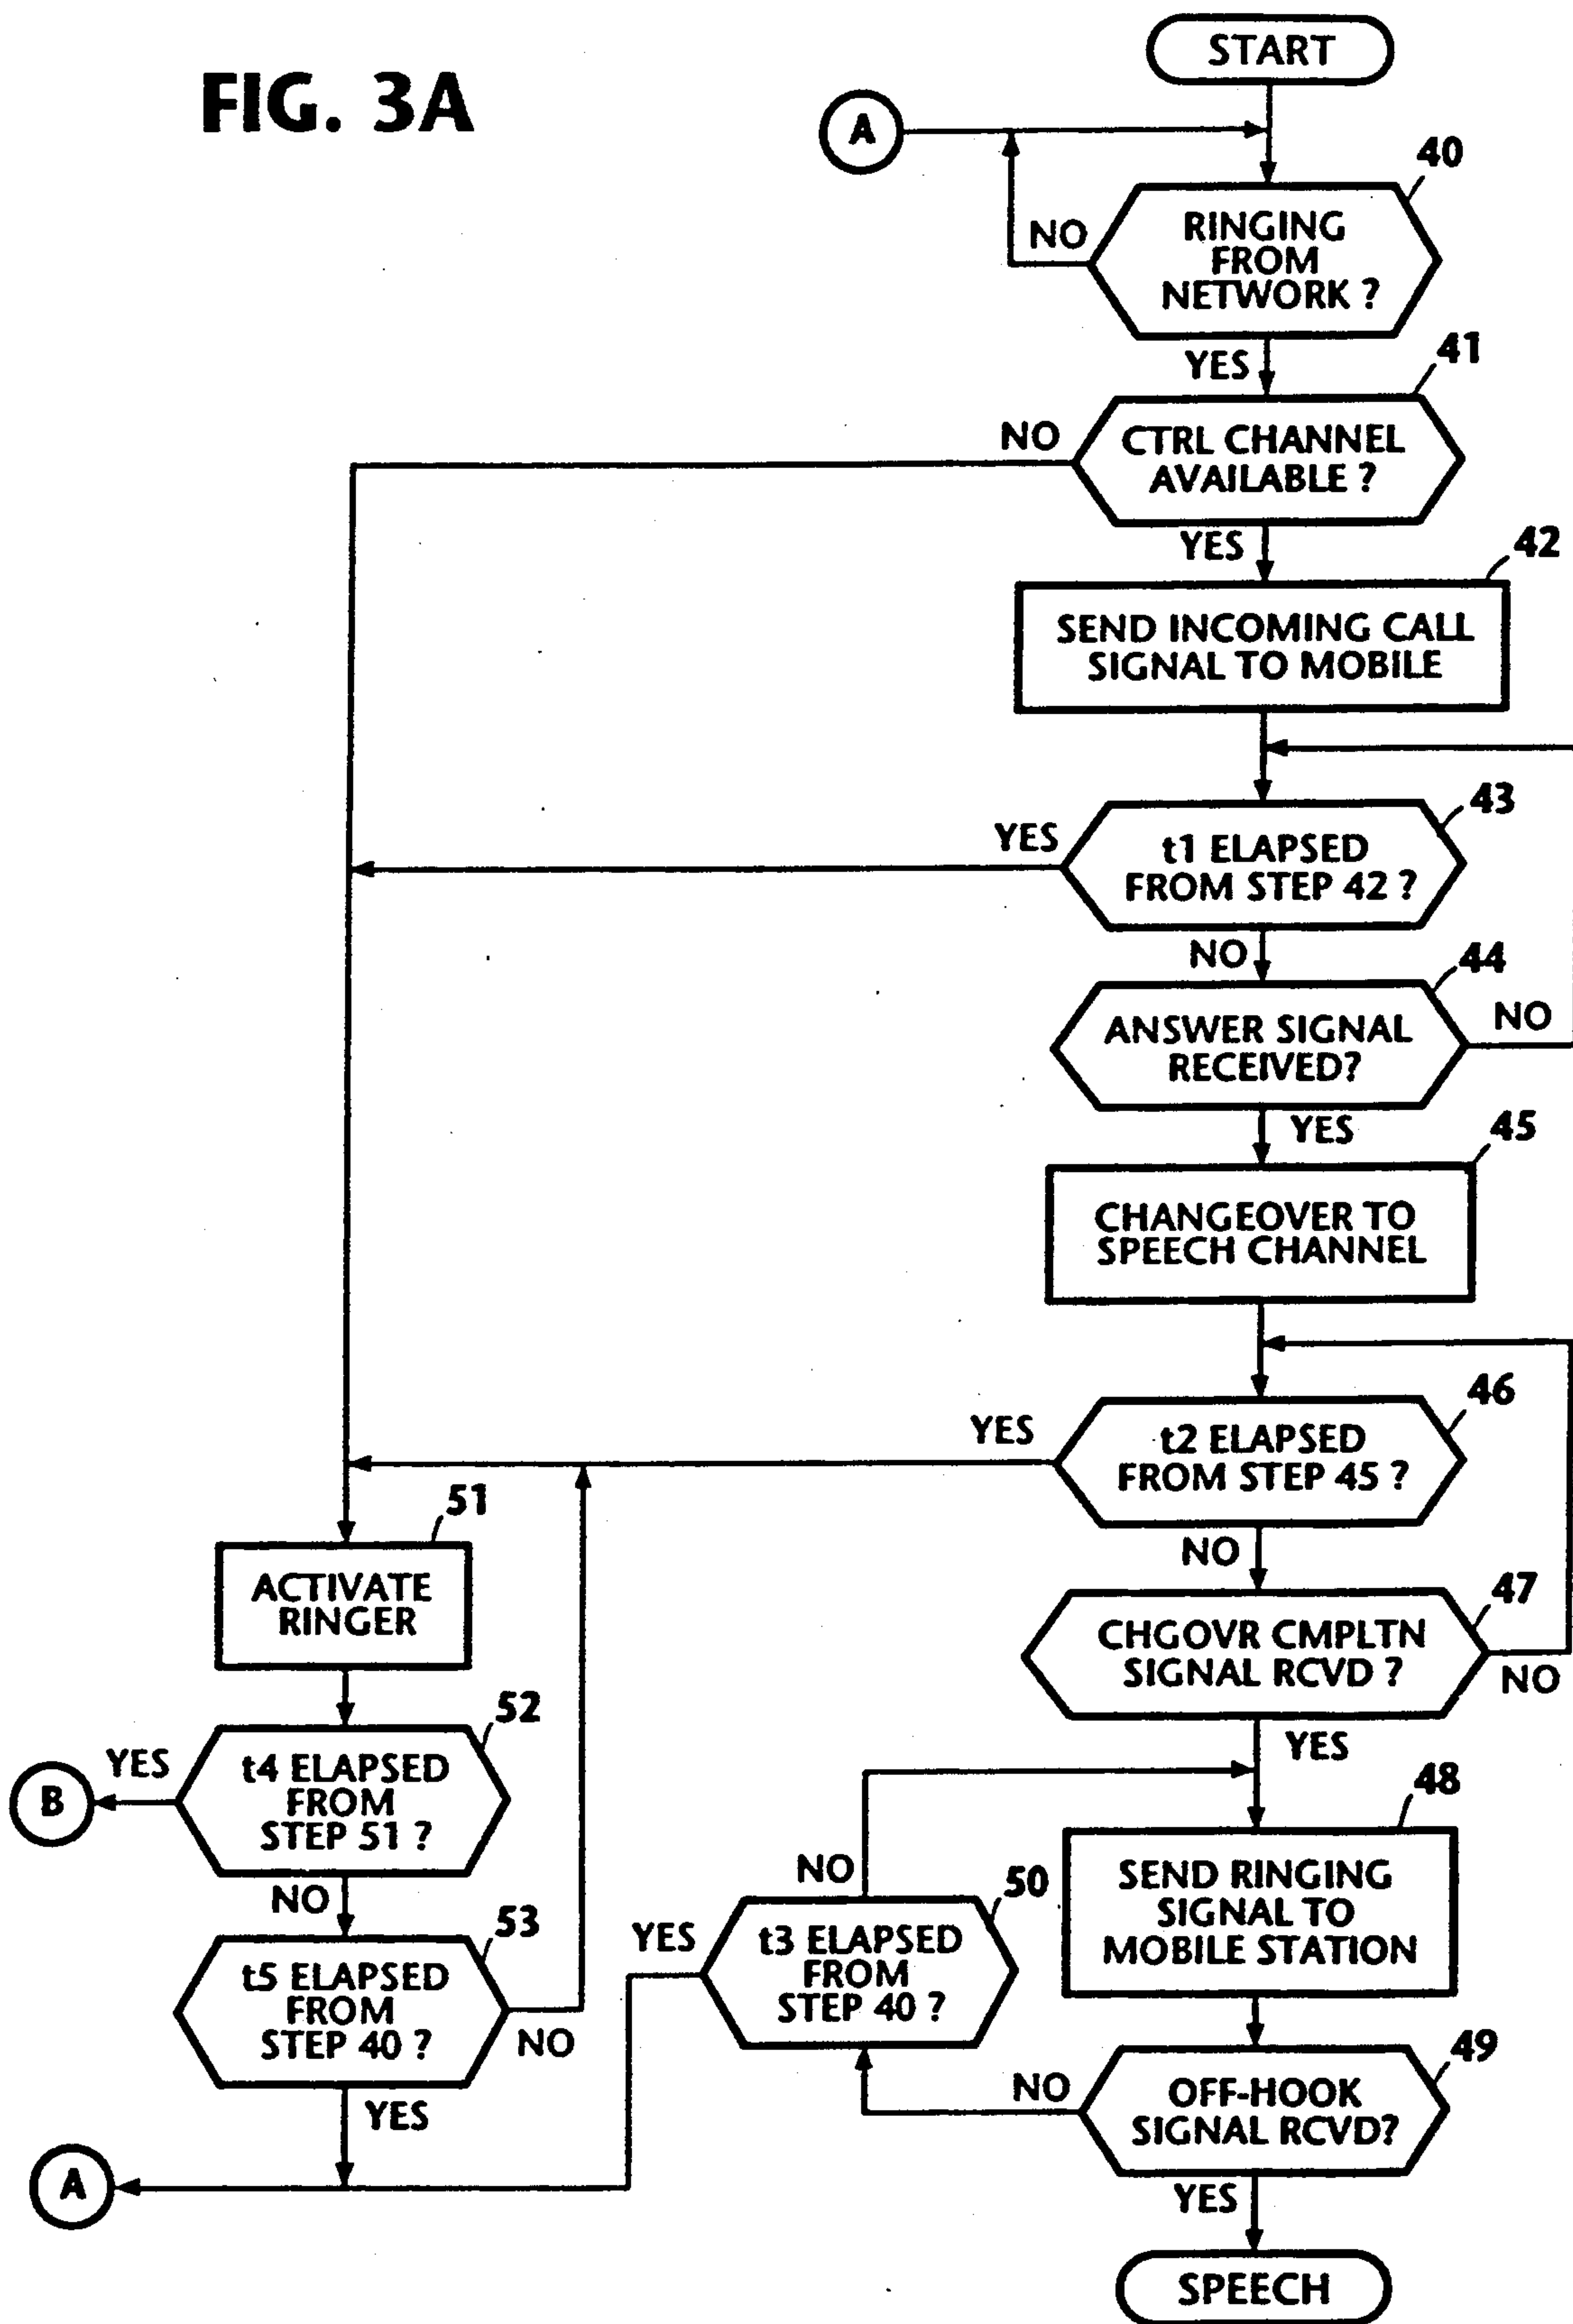 FIG. 3A
START
A
40
RINGING
FROM
NETWORK ?
NO
YES
41
CTRL CHANNEL
AVAILABLE ?
NO
YES
42
SEND INCOMING CALL
SIGNAL TO MOBILE
43
t1 ELAPSED
FROM STEP 42 ?
YES
NO
44
ANSWER SIGNAL
RECEIVED?
NO
YES
45
CHANGEOVER TO
SPEECH CHANNEL
46
t2 ELAPSED
FROM STEP 45 ?
YES
NO
47
CHGOVR CMPLTN
SIGNAL RCVD ?
NO
YES
48
SEND RINGING
SIGNAL TO
MOBILE STATION
49
OFF-HOOK
SIGNAL RCVD?
NO
YES
SPEECH
50
t3 ELAPSED
FROM
STEP 40 ?
NO
YES
51
ACTIVATE
RINGER
52
t4 ELAPSED
FROM
STEP 51 ?
YES
B
NO
53
t5 ELAPSED
FROM
STEP 40 ?
NO
YES
A